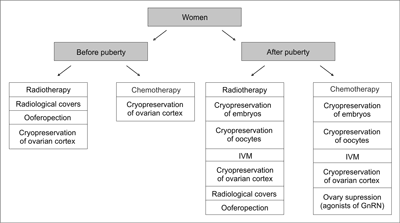 Women
Before puberty
After puberty
Radiotherapy
Radiological covers
Ooferopection
Cryopreservation
of ovarian cortex
Chemotherapy
Cryopreservation
of ovarian cortex
Radiotherapy
Cryopreservation
of embryos
Cryopreservation
of oocytes
IVM
Cryopreservation
of ovarian cortex
Radiological covers
Ooferopection
Chemotherapy
Cryopreservation
of embryos
Cryopreservation
of oocytes
IVM
Cryopreservation
of ovarian cortex
Ovary supression
(agonists of GnRN)